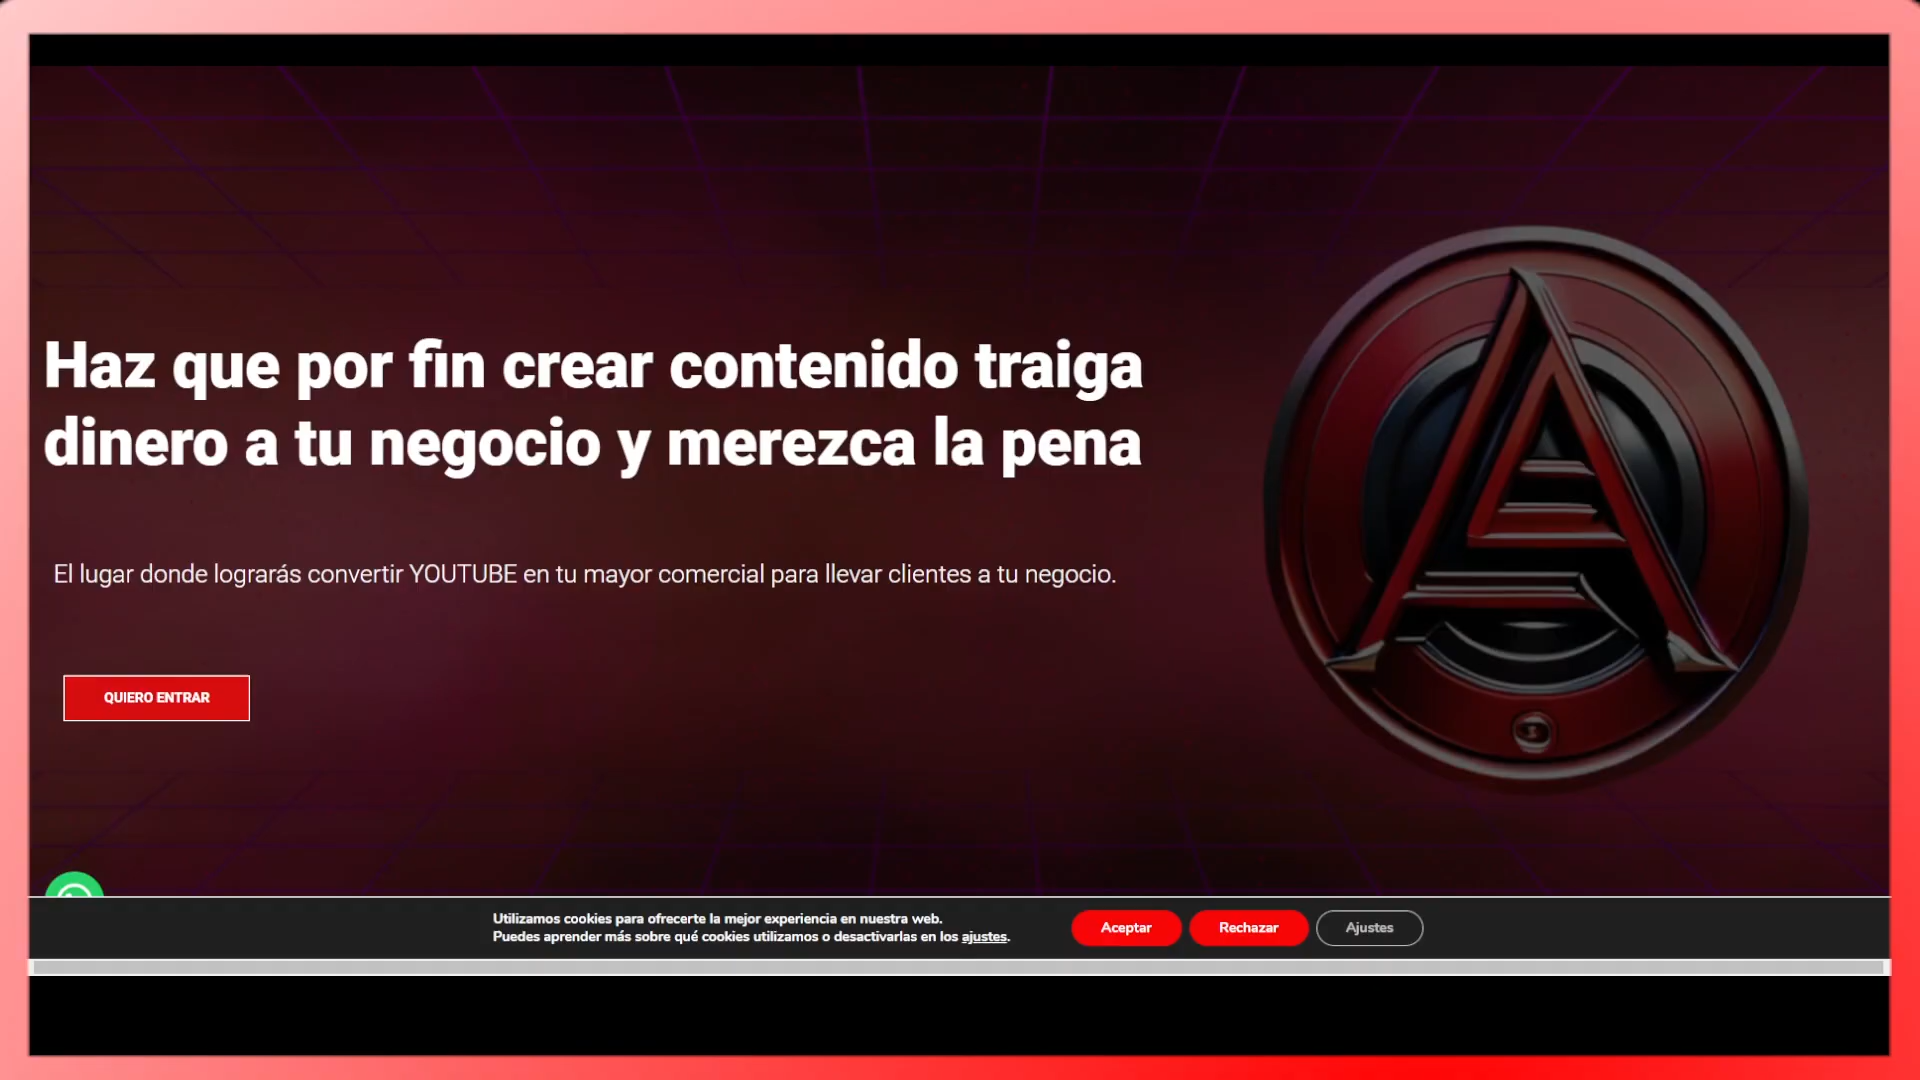 Haz que por fin crear contenido traiga
dinero a tu negocio y merezca la pena
El lugar donde lograrás convertir YOUTUBE en tu mayor comercial para llevar clientes a tu negocio.
QUIERO ENTRAR
Utilizamos cookies para ofrecerte la mejor experiencia en nuestra web.
Puedes aprender más sobre qué cookies utilizamos o desactivarlas en los ajustes.
Aceptar
Rechazar
Ajustes